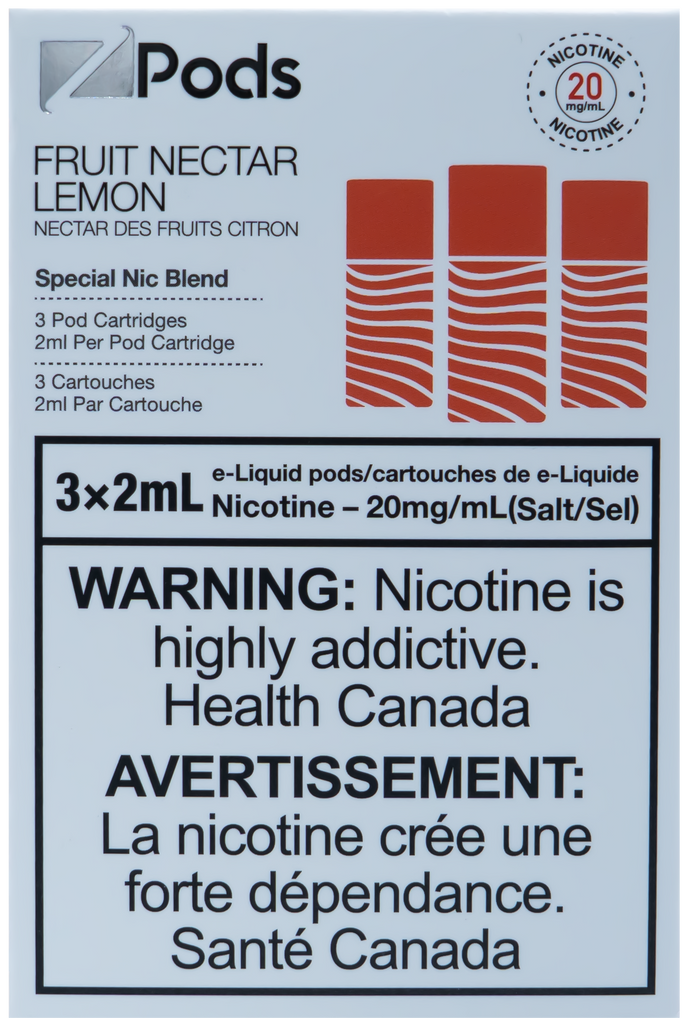 ZPods
NICOTINE
20
mg/mL
NICOTINE
FRUIT NECTAR
LEMON
NECTAR DES FRUITS CITRON
Special Nic Blend
3 Pod Cartridges
2ml Per Pod Cartridge
3 Cartouches
2ml Par Cartouche
3×2mL
e-Liquid pods/cartouches de e-Liquide
Nicotine – 20mg/mL(Salt/Sel)
WARNING: Nicotine is
highly addictive.
Health Canada
AVERTISSEMENT:
La nicotine crée une
forte dépendance.
Santé Canada